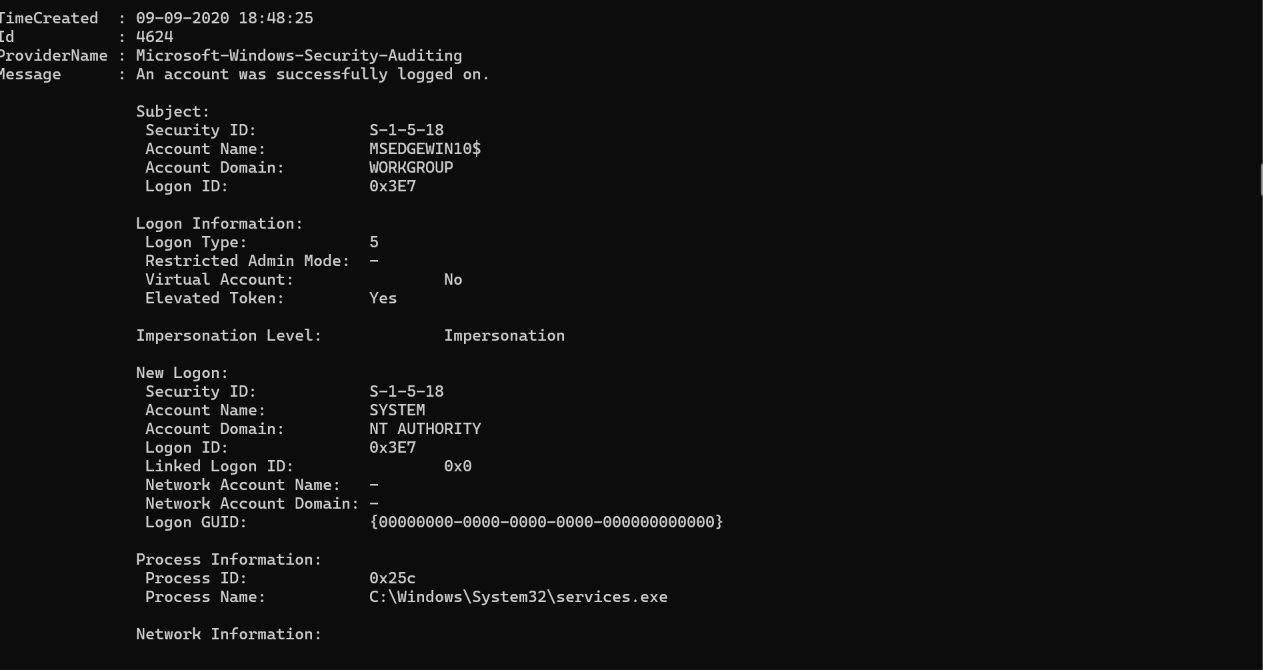 TimeCreated  : 09-09-2020 18:48:25
Id           : 4624
ProviderName : Microsoft-Windows-Security-Auditing
Message      : An account was successfully logged on.
Subject:
Security ID: S-1-5-18
Account Name: MSEDGEWIN10$
Account Domain: WORKGROUP
Logon ID: 0x3E7
Logon Information:
Logon Type: 5
Restricted Admin Mode: -
Virtual Account: No
Elevated Token: Yes
Impersonation Level: Impersonation
New Logon:
Security ID: S-1-5-18
Account Name: SYSTEM
Account Domain: NT AUTHORITY
Logon ID: 0x3E7
Linked Logon ID: 0x0
Network Account Name: -
Network Account Domain: -
Logon GUID: {00000000-0000-0000-0000-000000000000}
Process Information:
Process ID: 0x25c
Process Name: C:\Windows\System32\services.exe
Network Information: